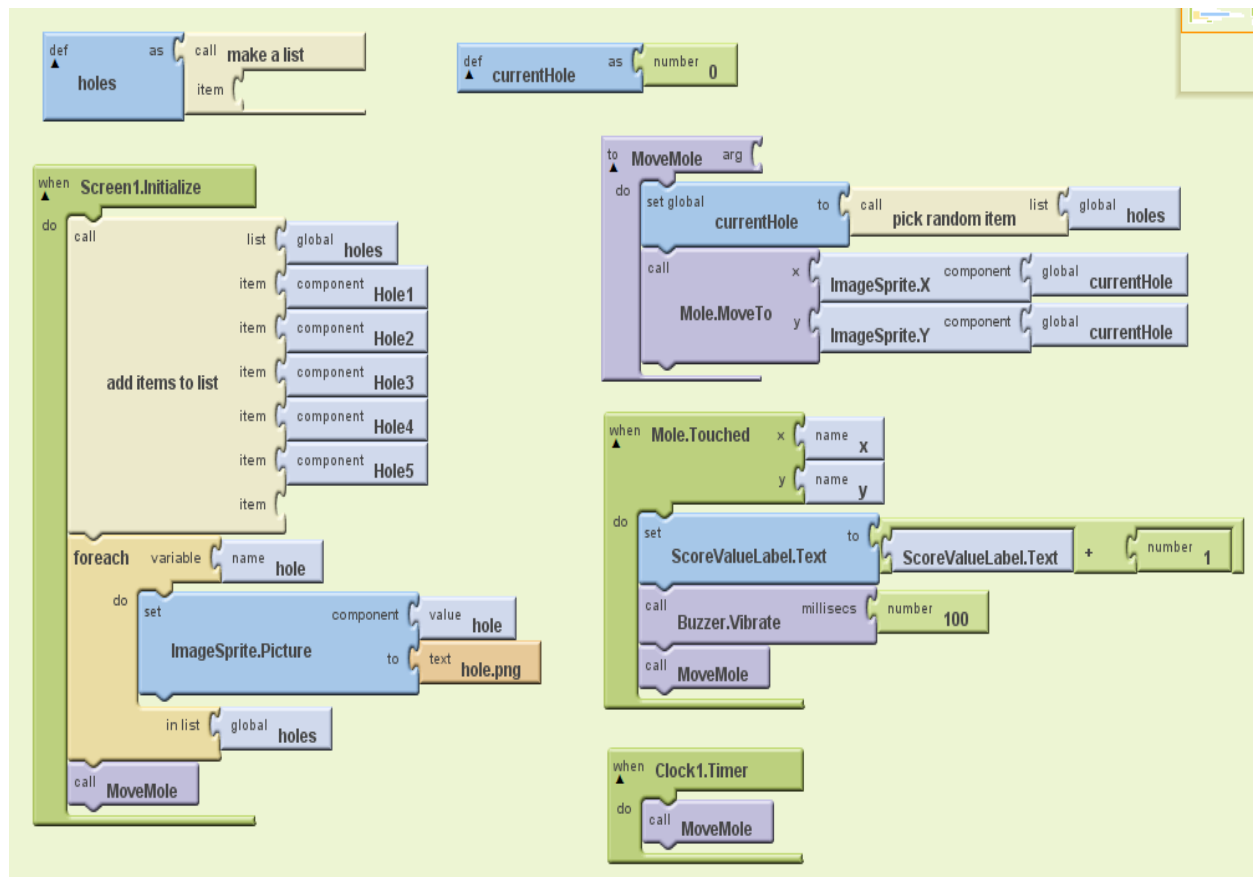 def holes as call make a list
item
def currentHole as number 0
when Screen1.Initialize
do call add items to list
list global holes
item component Hole1
item component Hole2
item component Hole3
item component Hole4
item component Hole5
item
foreach variable name hole
do set ImageSprite.Picture component value hole
to text hole.png
in list global holes
call MoveMole
to MoveMole arg
do set global currentHole to call pick random item list global holes
call Mole.MoveTo x ImageSprite.X component global currentHole
y ImageSprite.Y component global currentHole
when Mole.Touched x name x
y name y
do set ScoreValueLabel.Text to ScoreValueLabel.Text + number 1
call Buzzer.Vibrate millisecs number 100
call MoveMole
when Clock1.Timer
do call MoveMole